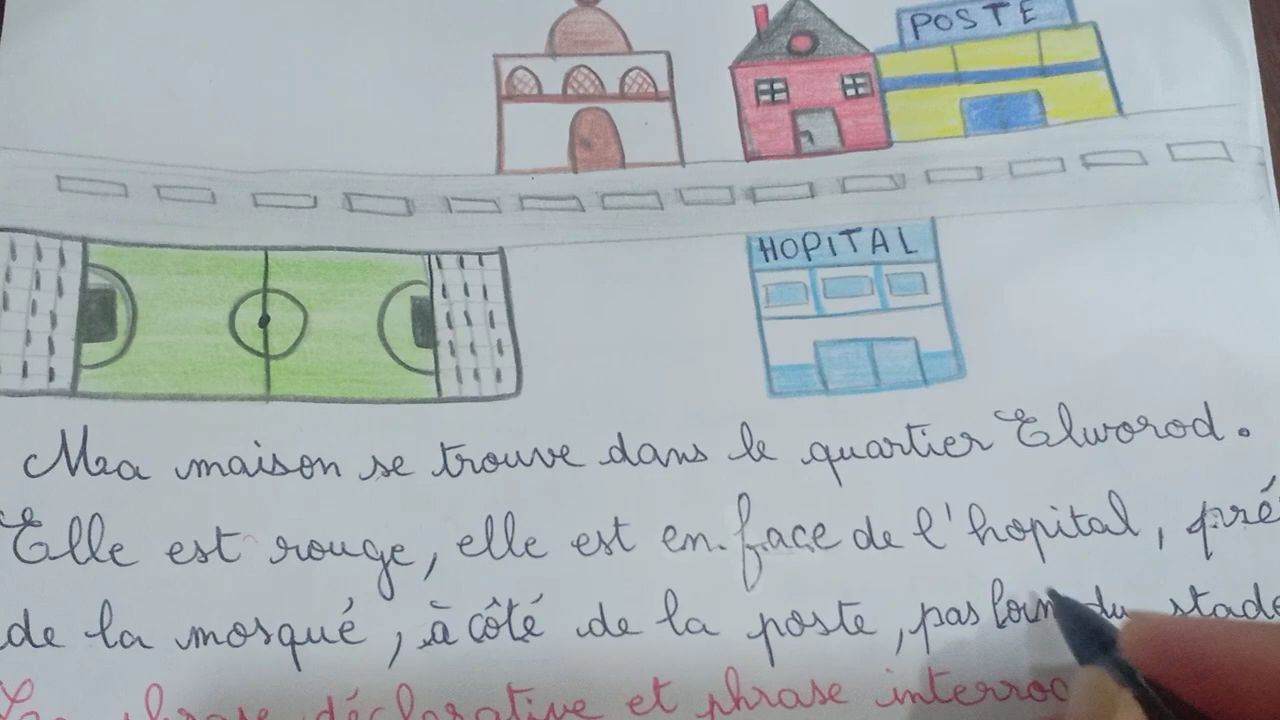 POSTE
HOPITAL
Ma maison se trouve dans le quartier Elworod.
Elle est rouge, elle est en face de l'hopital, pré
de la mosqué, à côté de la poste, pas loin du stade
phrase déclarative et phrase interrog